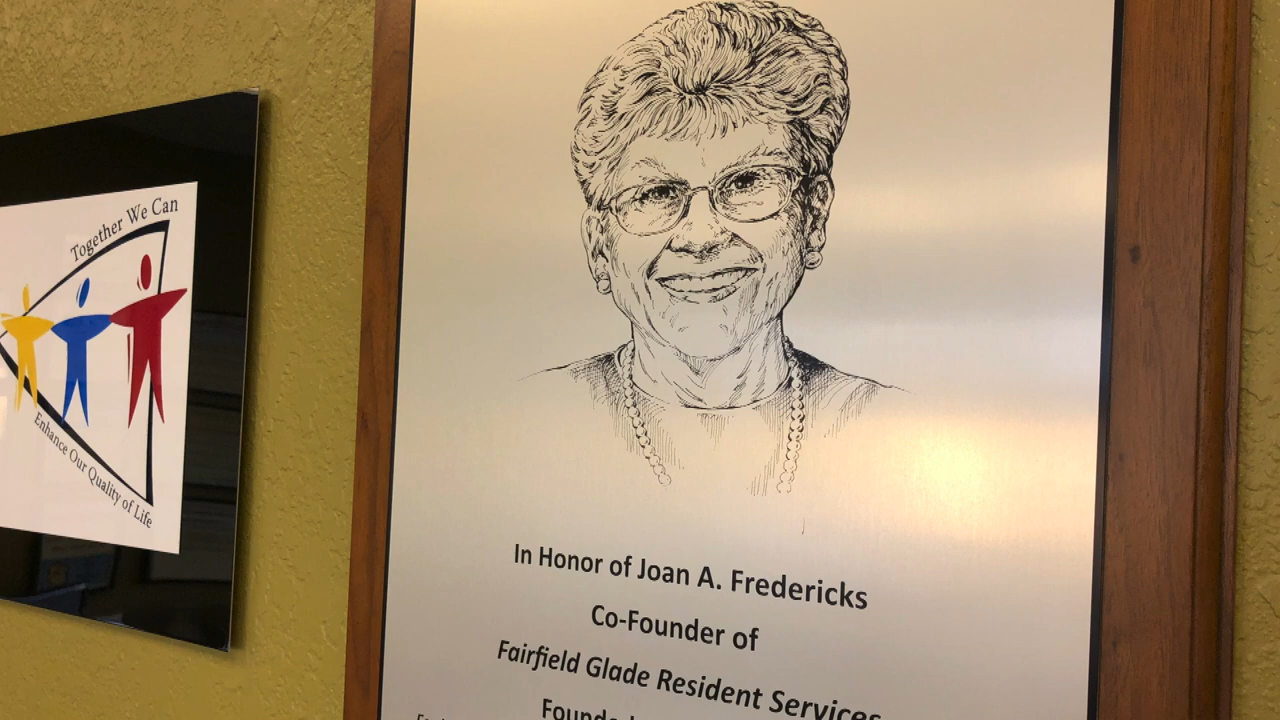 Together We Can
Enhance Our Quality of Life
In Honor of Joan A. Fredericks
Co-Founder of
Fairfield Glade Resident Services